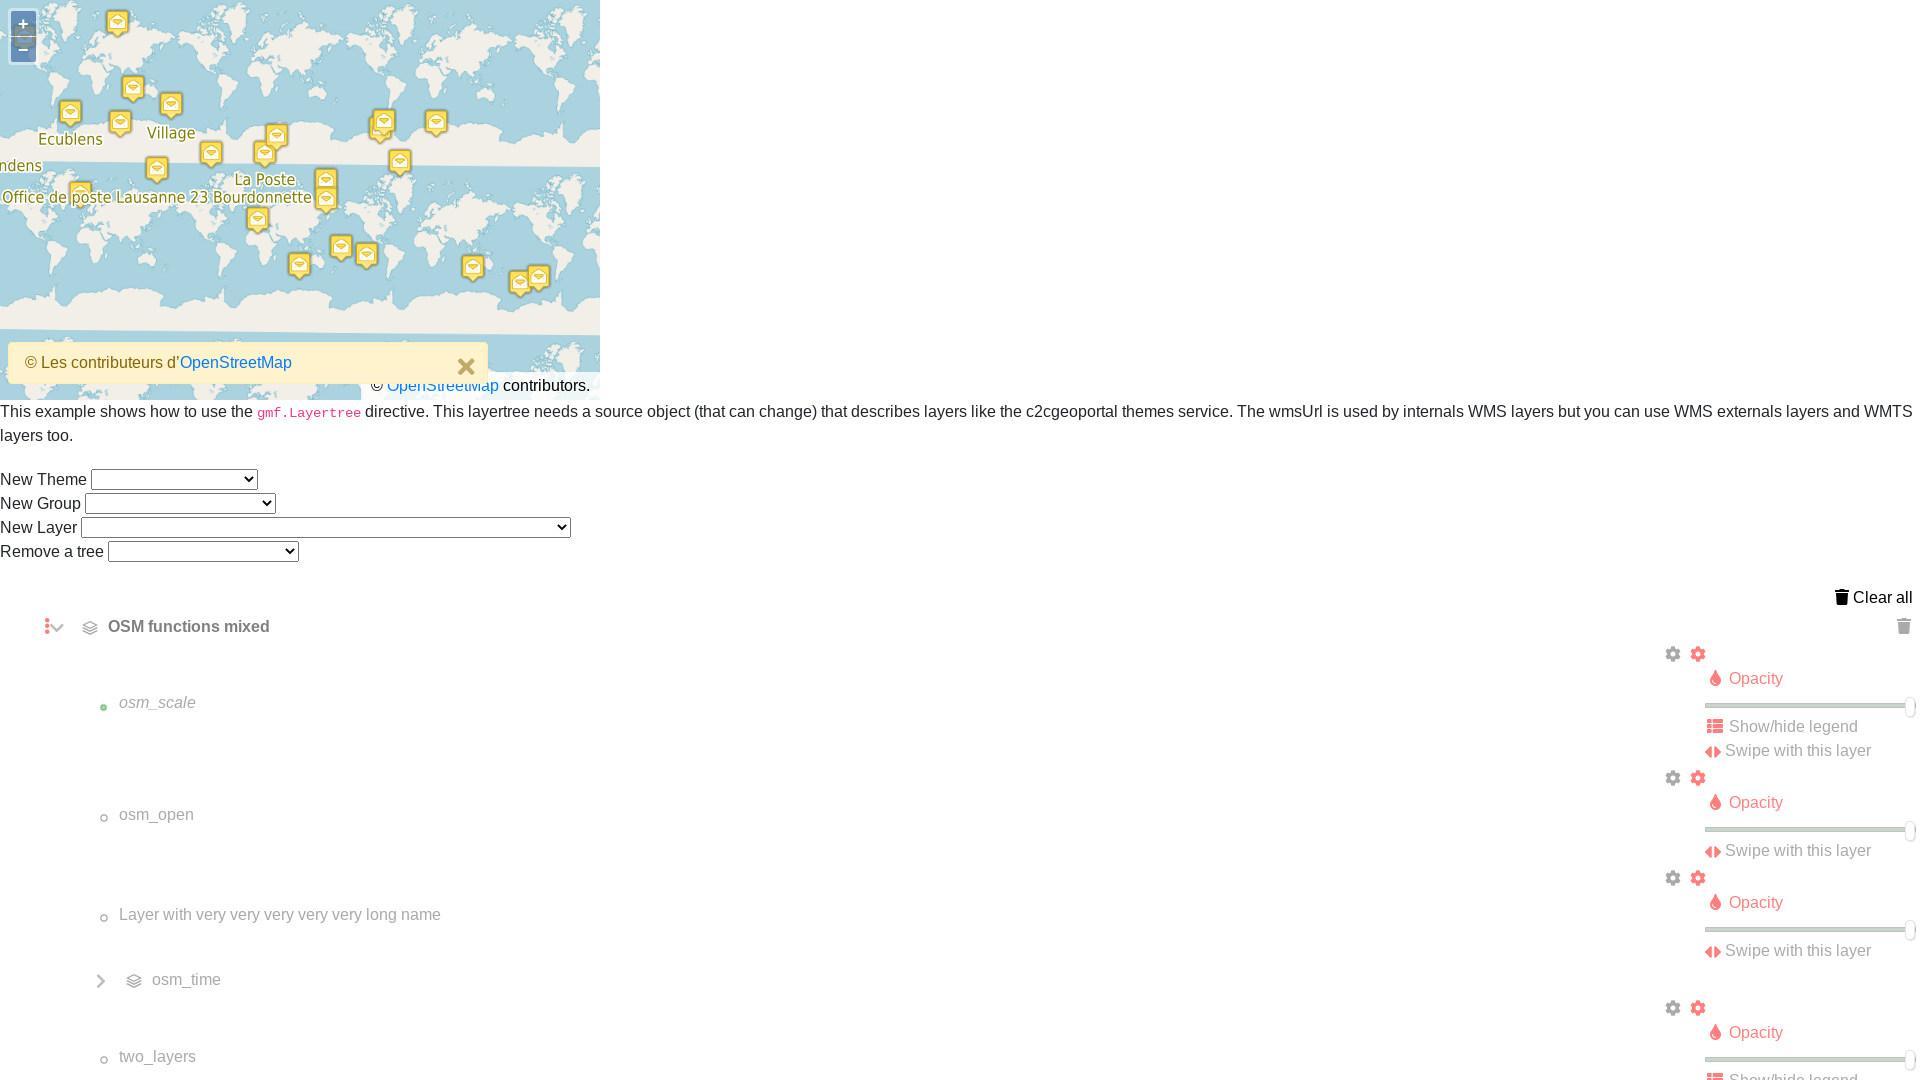 +
−
Ecublens
Village
ndens
La Poste
Office de poste Lausanne 23 Bourdonnette
© Les contributeurs d’OpenStreetMap
© OpenStreetMap contributors.
This example shows how to use the gmf.Layertree directive. This layertree needs a source object (that can change) that describes layers like the c2cgeoportal themes service. The wmsUrl is used by internals WMS layers but you can use WMS externals layers and WMTS
layers too.
New Theme
New Group
New Layer
Remove a tree
Clear all
OSM functions mixed
Opacity
osm_scale
Show/hide legend
Swipe with this layer
Opacity
osm_open
Swipe with this layer
Opacity
Layer with very very very very very long name
Swipe with this layer
osm_time
Opacity
two_layers
Show/hide legend